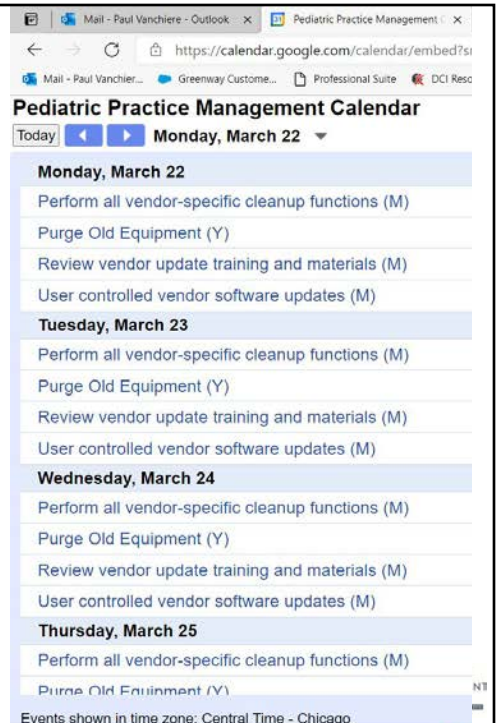 Mail - Paul Vanchiere - Outlook
Pediatric Practice Management C
https://calendar.google.com/calendar/embed?sr
Mail - Paul Vanchier...
Greenway Custome...
Professional Suite
DCI Reso
Pediatric Practice Management Calendar
Today Monday, March 22
Monday, March 22
Perform all vendor-specific cleanup functions (M)
Purge Old Equipment (Y)
Review vendor update training and materials (M)
User controlled vendor software updates (M)
Tuesday, March 23
Perform all vendor-specific cleanup functions (M)
Purge Old Equipment (Y)
Review vendor update training and materials (M)
User controlled vendor software updates (M)
Wednesday, March 24
Perform all vendor-specific cleanup functions (M)
Purge Old Equipment (Y)
Review vendor update training and materials (M)
User controlled vendor software updates (M)
Thursday, March 25
Perform all vendor-specific cleanup functions (M)
Purge Old Equipment (Y)
NT
Events shown in time zone: Central Time - Chicago